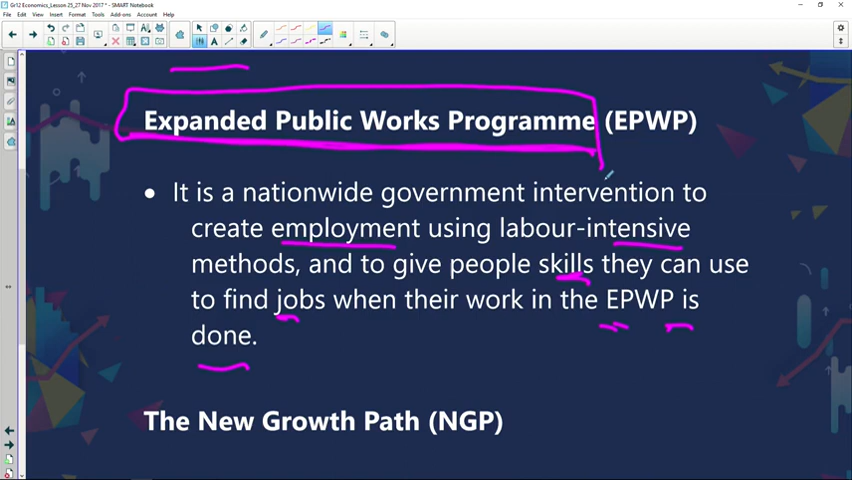 Gr12 Economics_Lesson 25_27 Nov 2017 * - SMART Notebook
File Edit View Insert Format Tools Add-ons Account Help
Expanded Public Works Programme (EPWP)
• It is a nationwide government intervention to
create employment using labour-intensive
methods, and to give people skills they can use
to find jobs when their work in the EPWP is
done.
The New Growth Path (NGP)